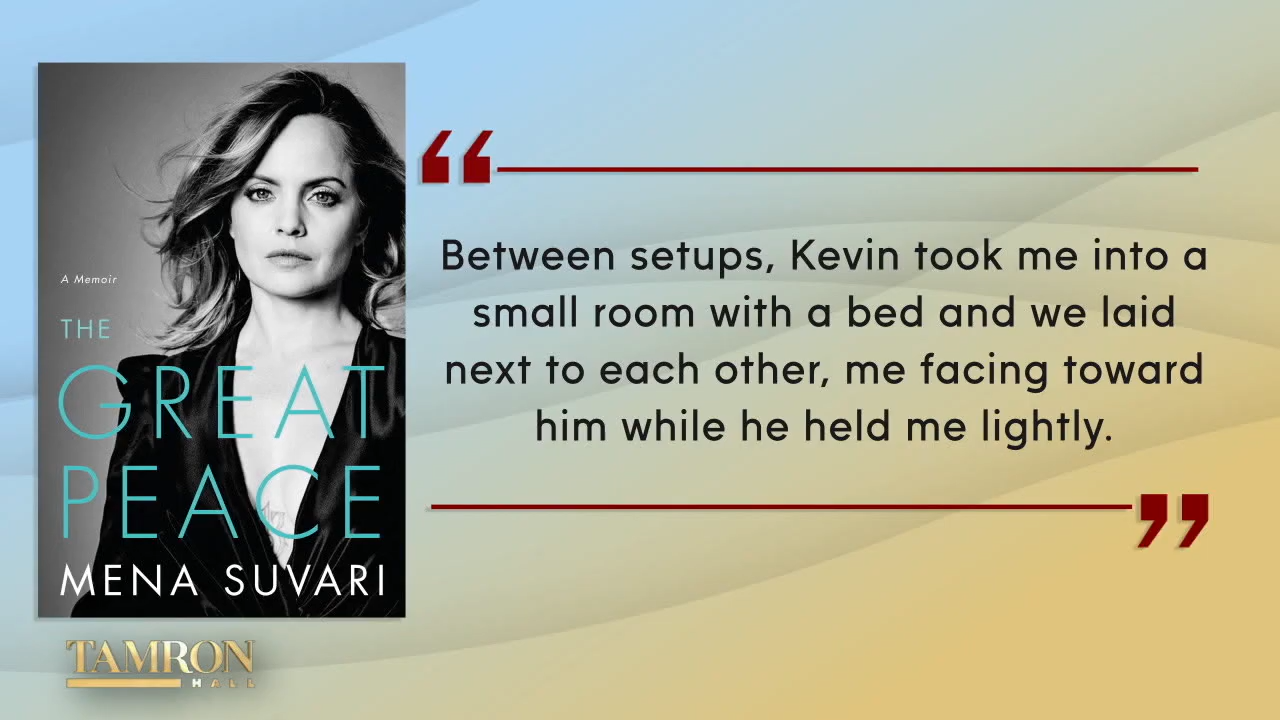 A Memoir
THE
GREAT
PEACE
MENA SUVARI
“
Between setups, Kevin took me into a
small room with a bed and we laid
next to each other, me facing toward
him while he held me lightly.
”
TAMRON
HALL